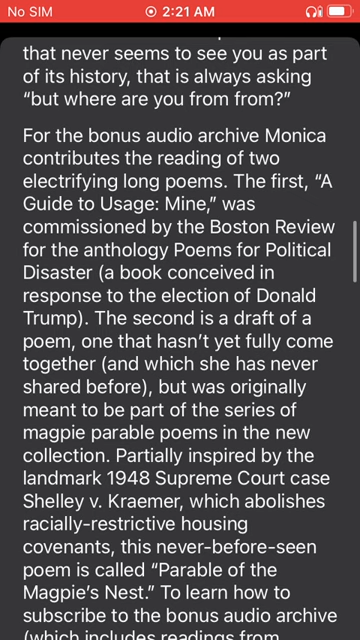 No SIM 2:21 AM
that never seems to see you as part
of its history, that is always asking
“but where are you from from?”
For the bonus audio archive Monica
contributes the reading of two
electrifying long poems. The first, “A
Guide to Usage: Mine,” was
commissioned by the Boston Review
for the anthology Poems for Political
Disaster (a book conceived in
response to the election of Donald
Trump). The second is a draft of a
poem, one that hasn’t yet fully come
together (and which she has never
shared before), but was originally
meant to be part of the series of
magpie parable poems in the new
collection. Partially inspired by the
landmark 1948 Supreme Court case
Shelley v. Kraemer, which abolishes
racially-restrictive housing
covenants, this never-before-seen
poem is called “Parable of the
Magpie’s Nest.” To learn how to
subscribe to the bonus audio archive
(which includes readings from